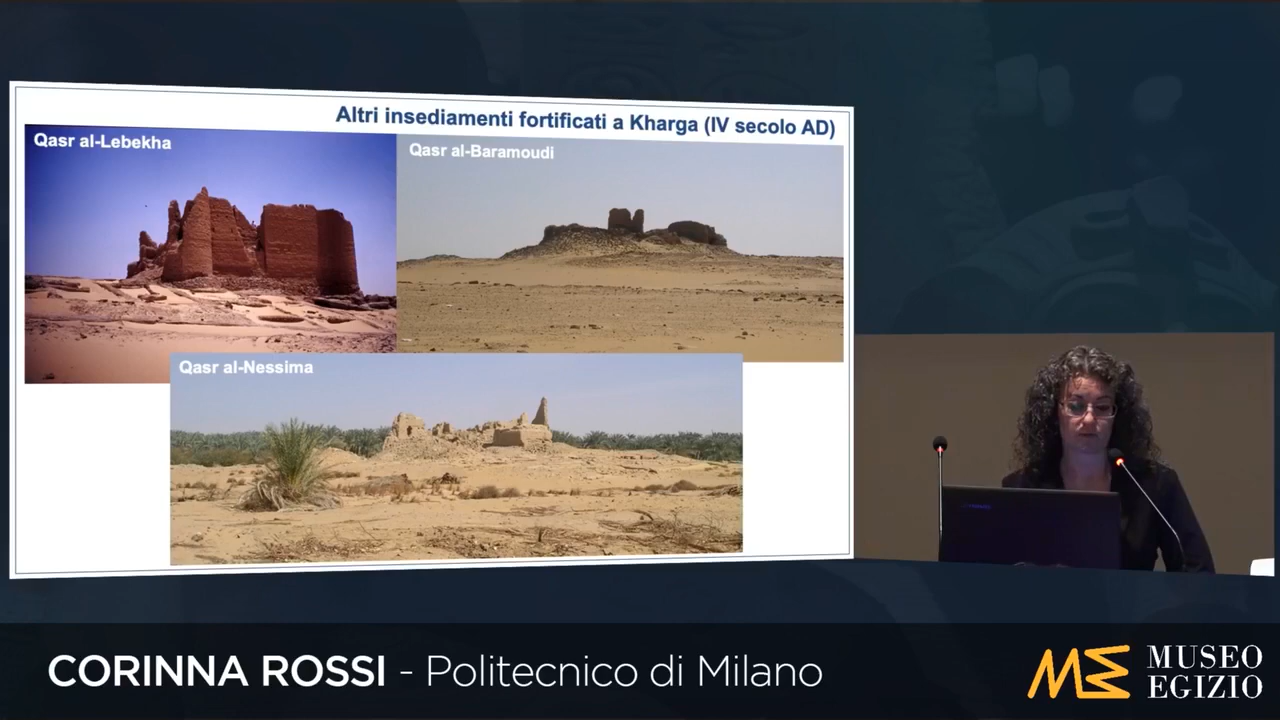 Altri insediamenti fortificati a Kharga (IV secolo AD)
Qasr al-Lebekha
Qasr al-Baramoudi
Qasr al-Nessima
CORINNA ROSSI - Politecnico di Milano
MUSEO
EGIZIO